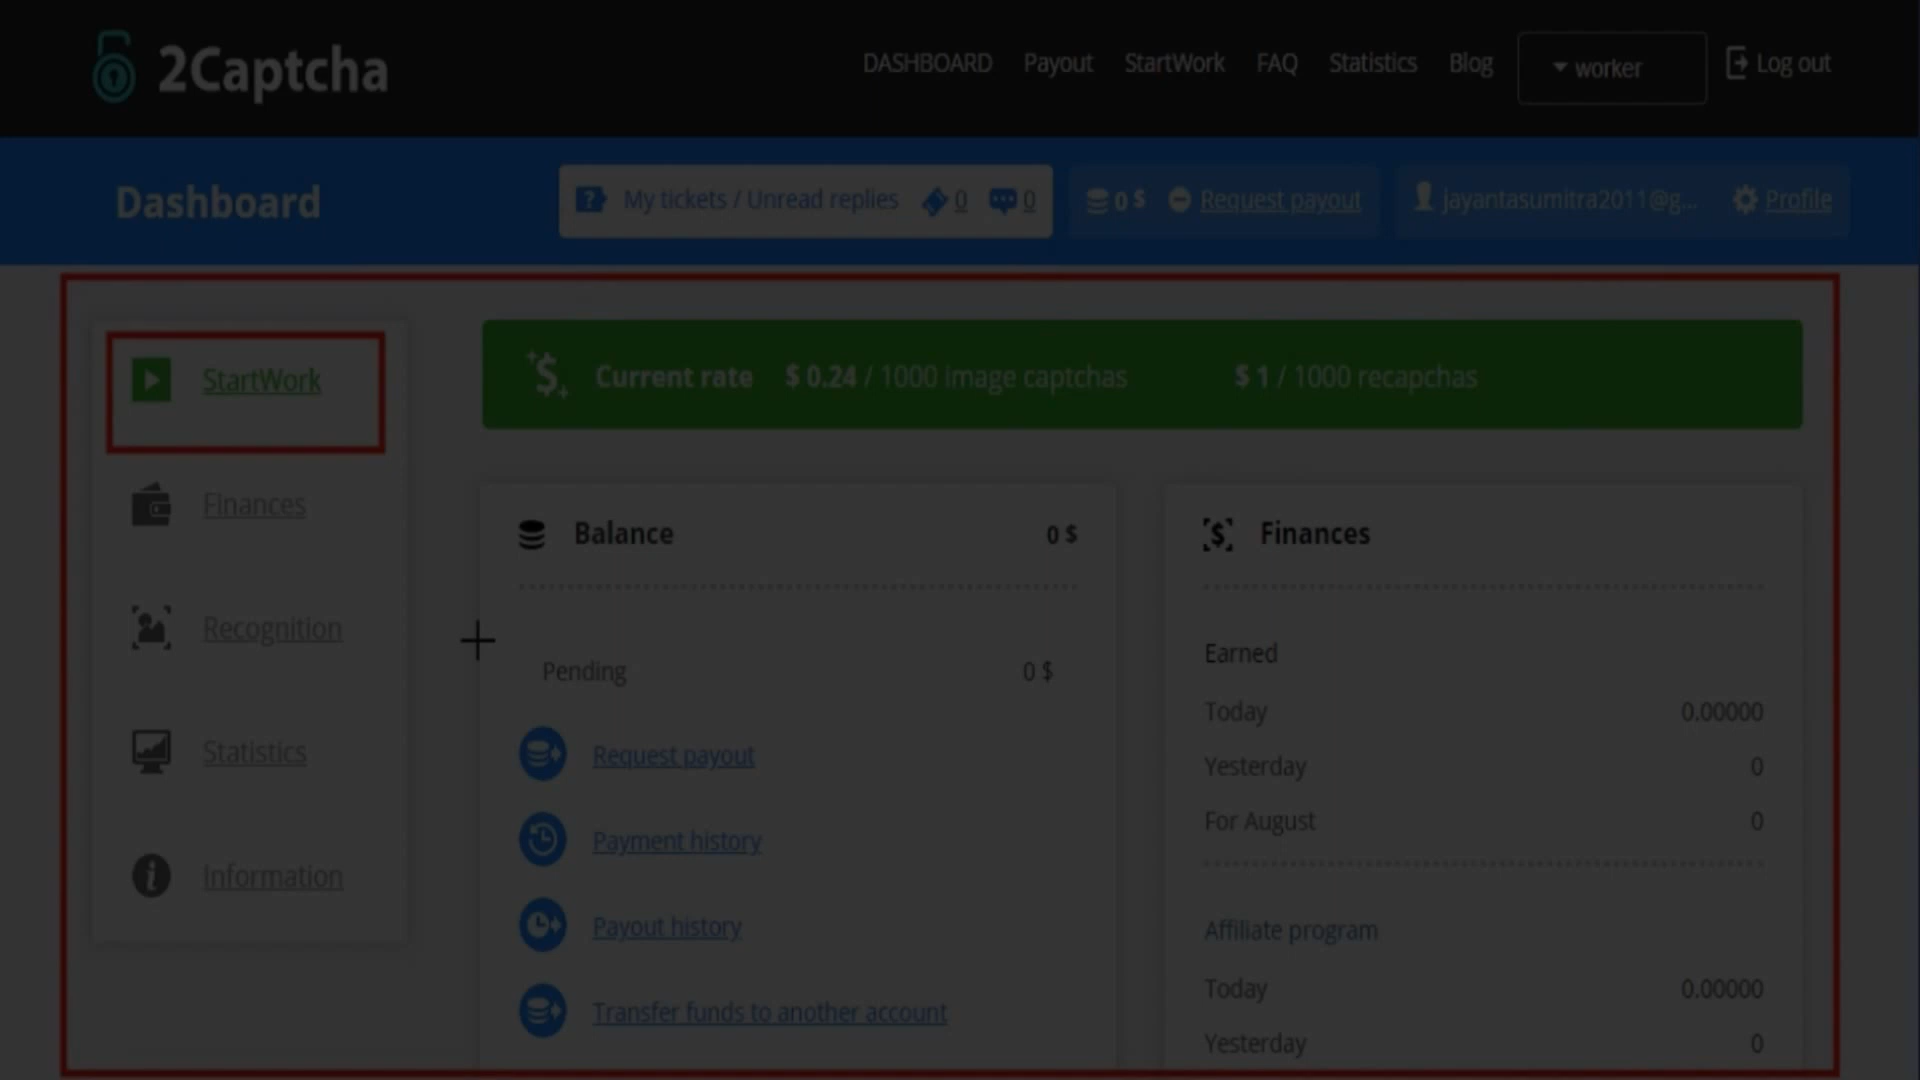 2Captcha
DASHBOARD Payout StartWork FAQ Statistics Blog worker Log out
Dashboard
My tickets / Unread replies 0 0
0 $ Request payout
jayantasumitra2011@g... Profile
StartWork
Finances
Recognition
Statistics
Information
Current rate $ 0.24 / 1000 image captchas $ 1 / 1000 recapchas
Balance 0 $
Pending 0 $
Request payout
Payment history
Payout history
Transfer funds to another account
Finances
Earned
Today 0.00000
Yesterday 0
For August 0
Affiliate program
Today 0.00000
Yesterday 0